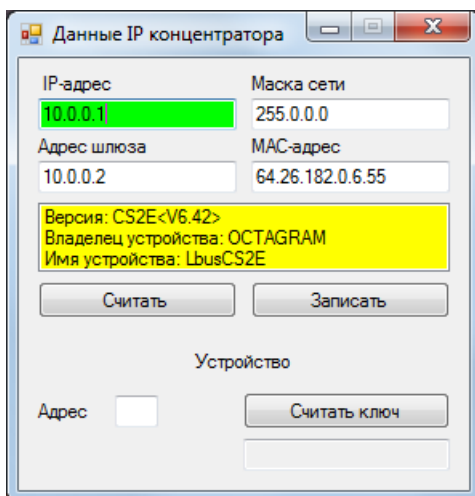 Данные IP концентратора
IP-адрес Маска сети
10.0.0.1 255.0.0.0
Адрес шлюза MAC-адрес
10.0.0.2 64.26.182.0.6.55
Версия: CS2E<V6.42>
Владелец устройства: OCTAGRAM
Имя устройства: LbusCS2E
Считать Записать
Устройство
Адрес Считать ключ